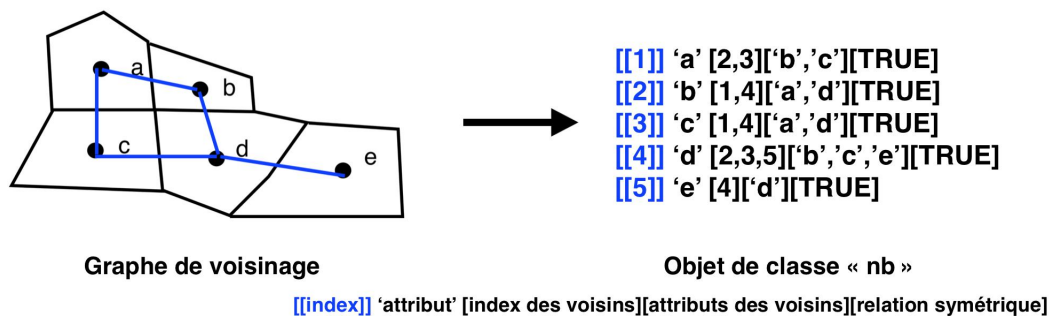 a
b
c
d
e
[[1]] ‘a’ [2,3][‘b’,‘c’][TRUE]
[[2]] ‘b’ [1,4][‘a’,’d’][TRUE]
[[3]] ‘c’ [1,4][‘a’,’d’][TRUE]
[[4]] ‘d’ [2,3,5][‘b’,’c’,’e’][TRUE]
[[5]] ‘e’ [4][‘d’][TRUE]
Graphe de voisinage
Objet de classe « nb »
[[index]] ‘attribut’ [index des voisins][attributs des voisins][relation symétrique]